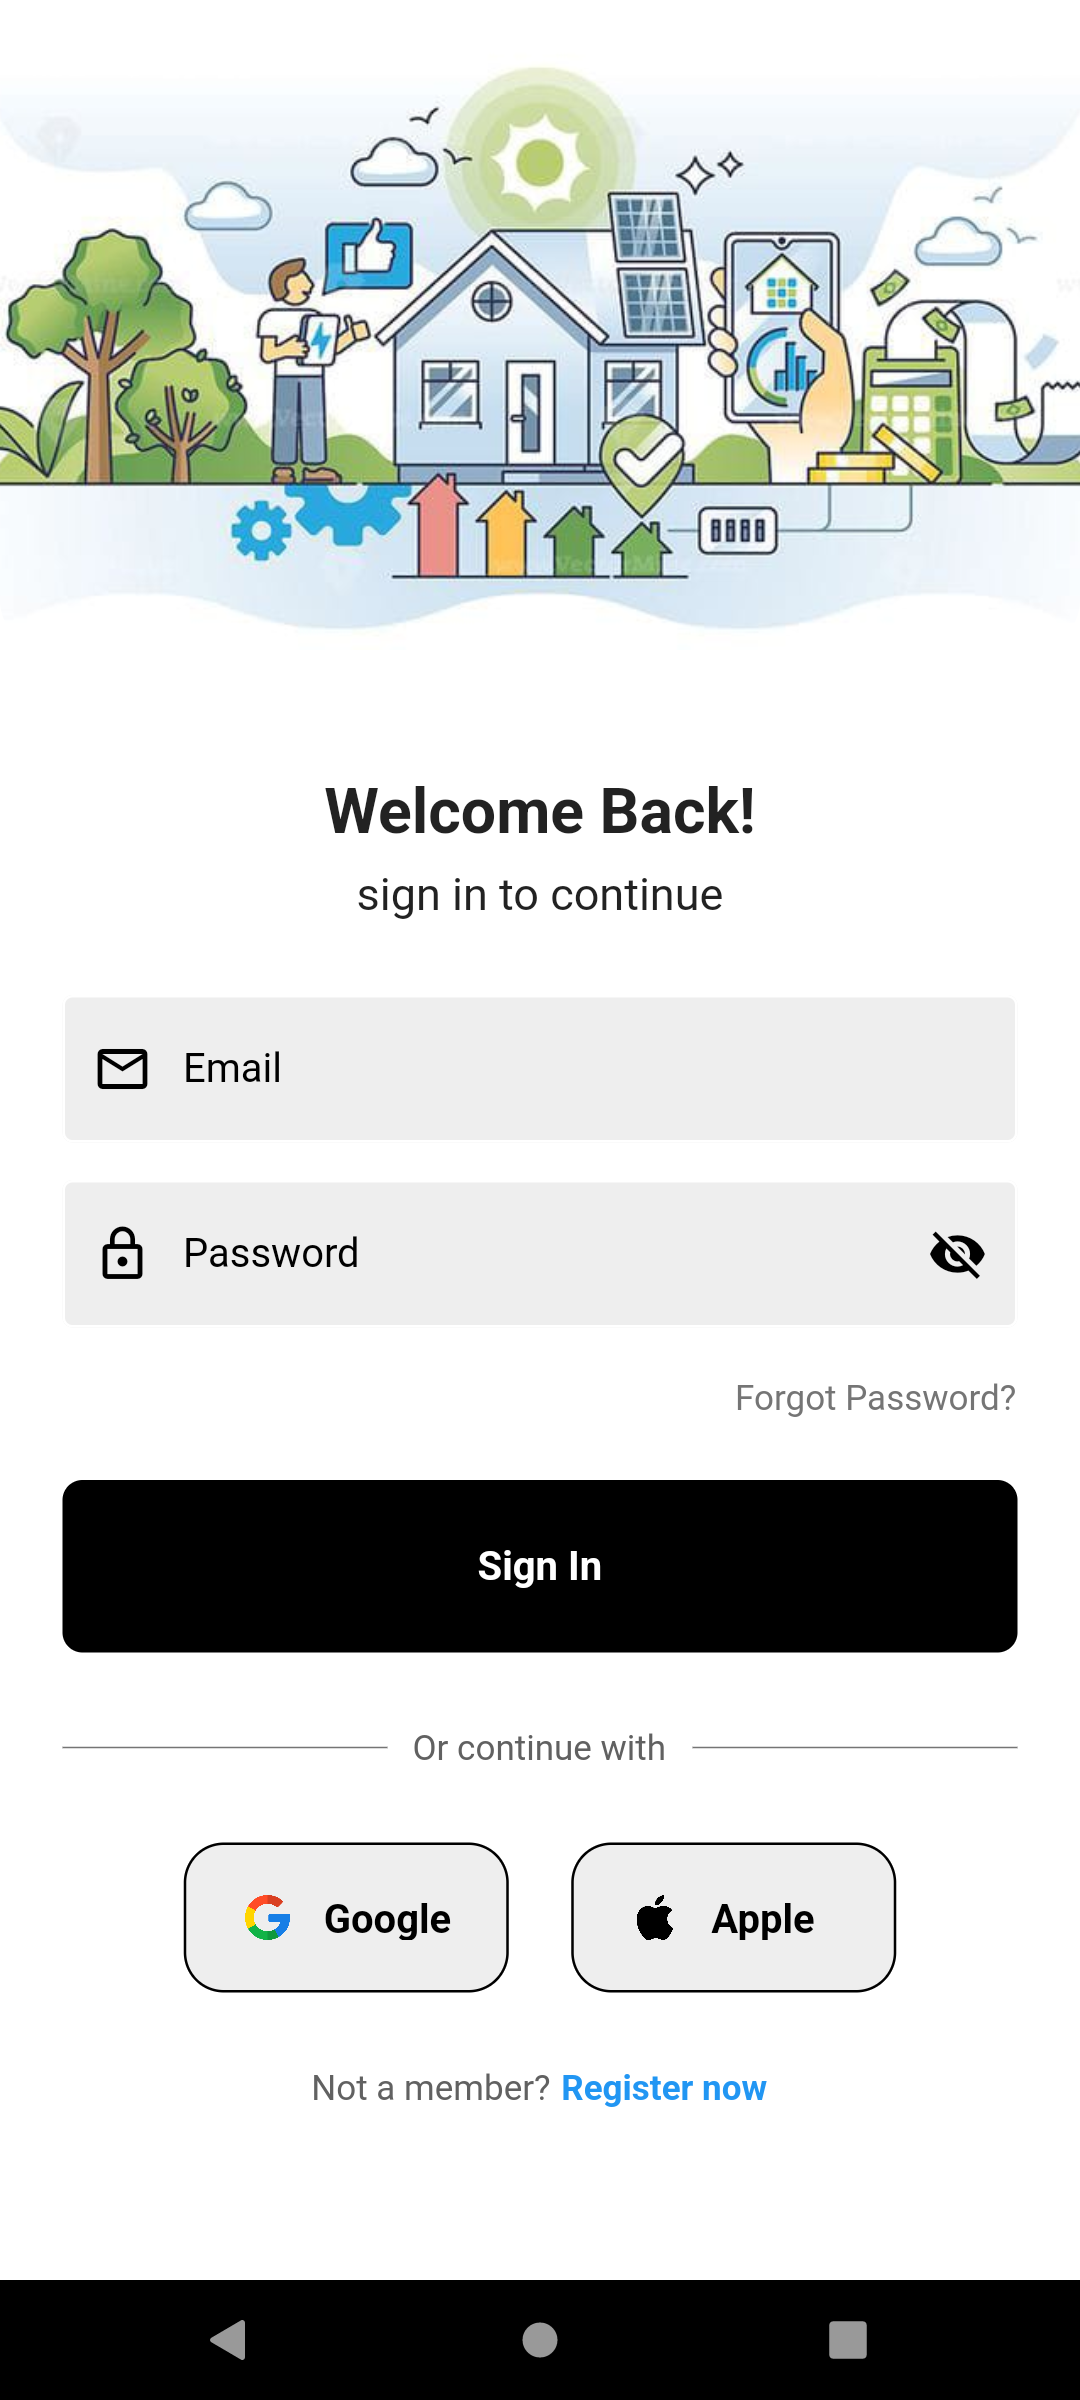 Welcome Back!
sign in to continue
Email
Password
Forgot Password?
Sign In
Or continue with
Google
Apple
Not a member? Register now